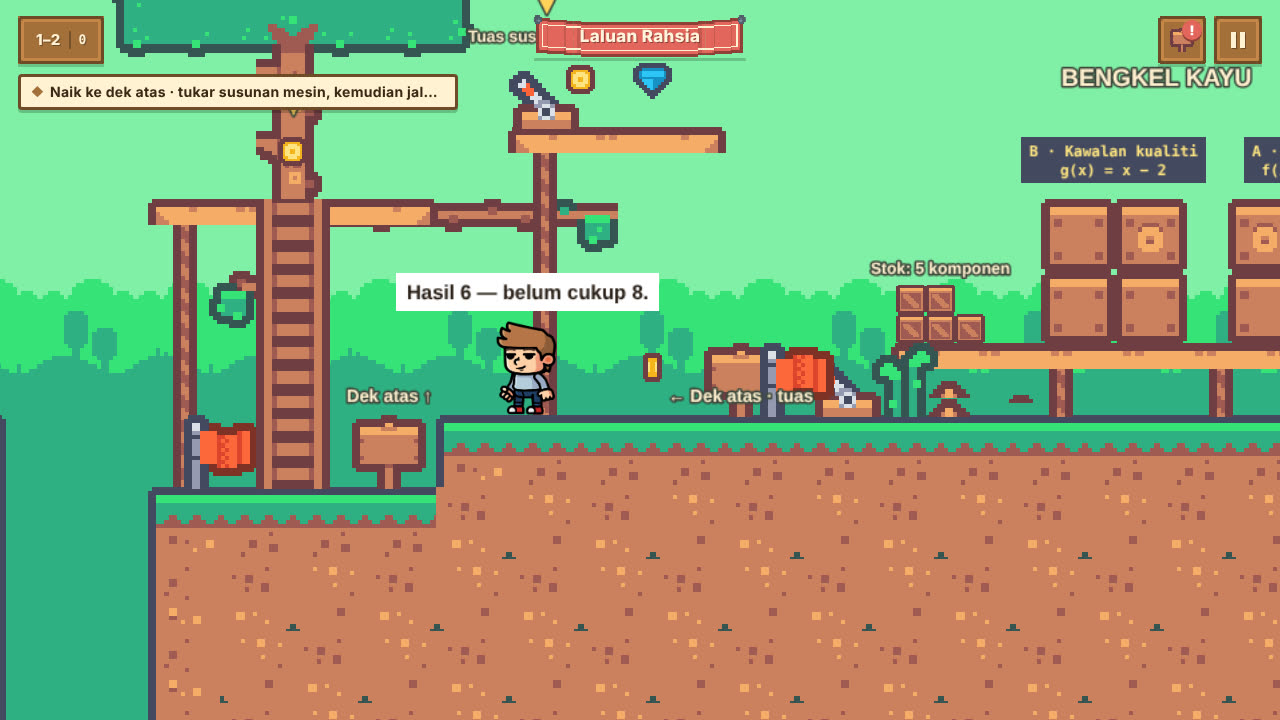 1–2 | 0
Tuas sus
Laluan Rahsia
!
BENGKEL KAYU
Naik ke dek atas · tukar susunan mesin, kemudian jal...
B · Kawalan kualiti
g(x) = x − 2
A ·
f(
Stok: 5 komponen
Hasil 6 — belum cukup 8.
Dek atas ↑
← Dek atas · tuas